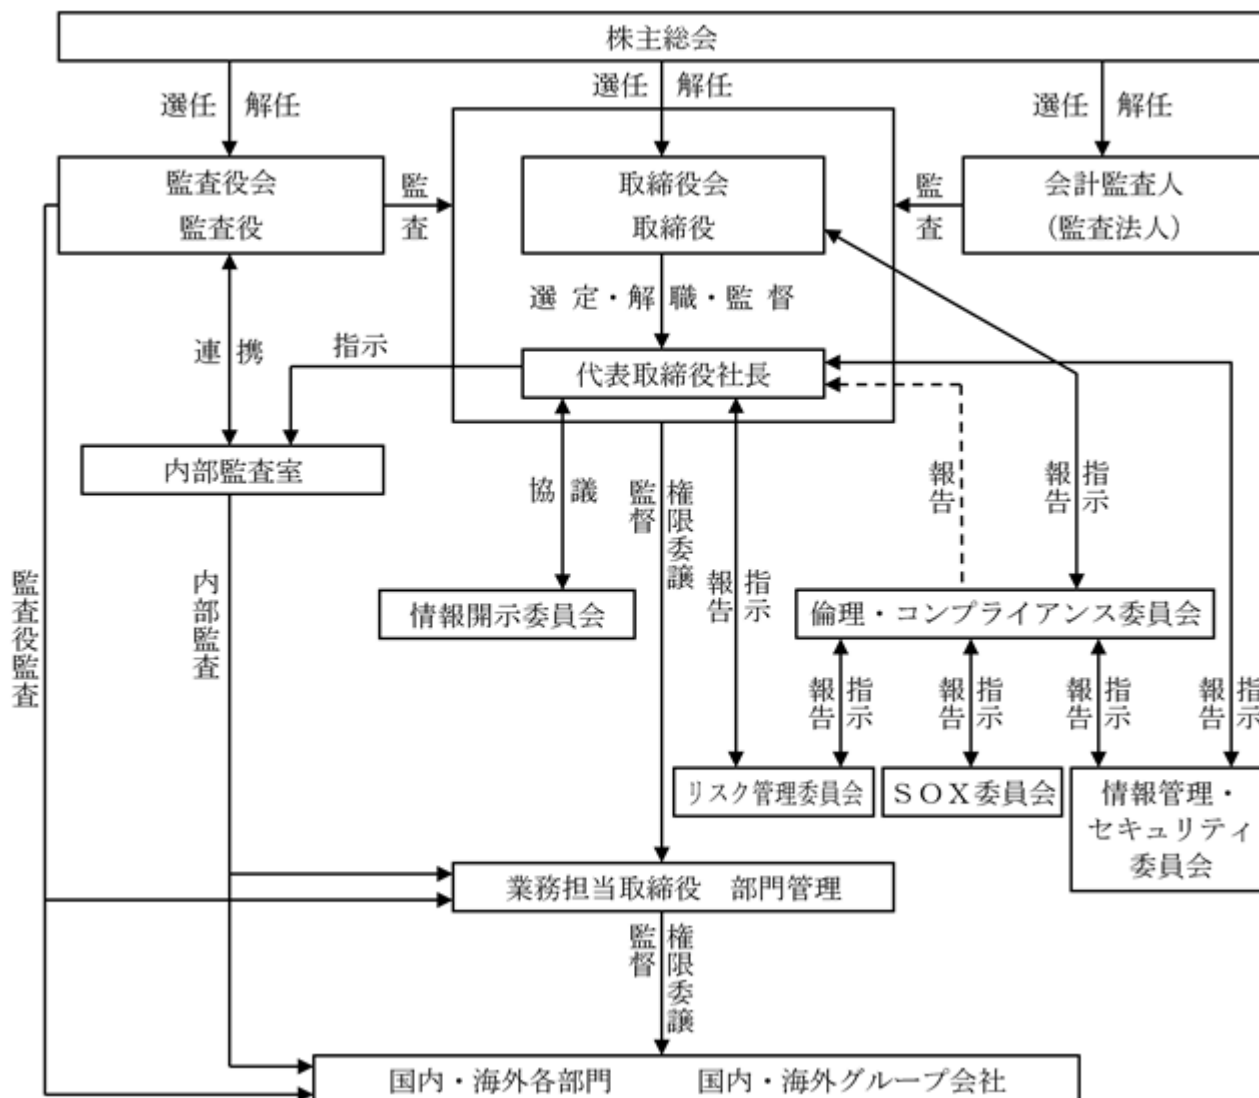 株主総会
選任 解任
選任 解任
選任 解任
監査役会
監査役
監査
取締役会
取締役
監査
会計監査人
(監査法人)
選定・解職・監督
連携
指示
代表取締役社長
内部監査室
協議
監督
権限委譲
報告
指示
報告
報告
指示
監査役監査
内部監査
情報開示委員会
倫理・コンプライアンス委員会
報告
指示
報告
指示
報告
指示
報告
指示
リスク管理委員会
SOX委員会
情報管理・
セキュリティ
委員会
業務担当取締役 部門管理
監督
権限委譲
国内・海外各部門 国内・海外グループ会社